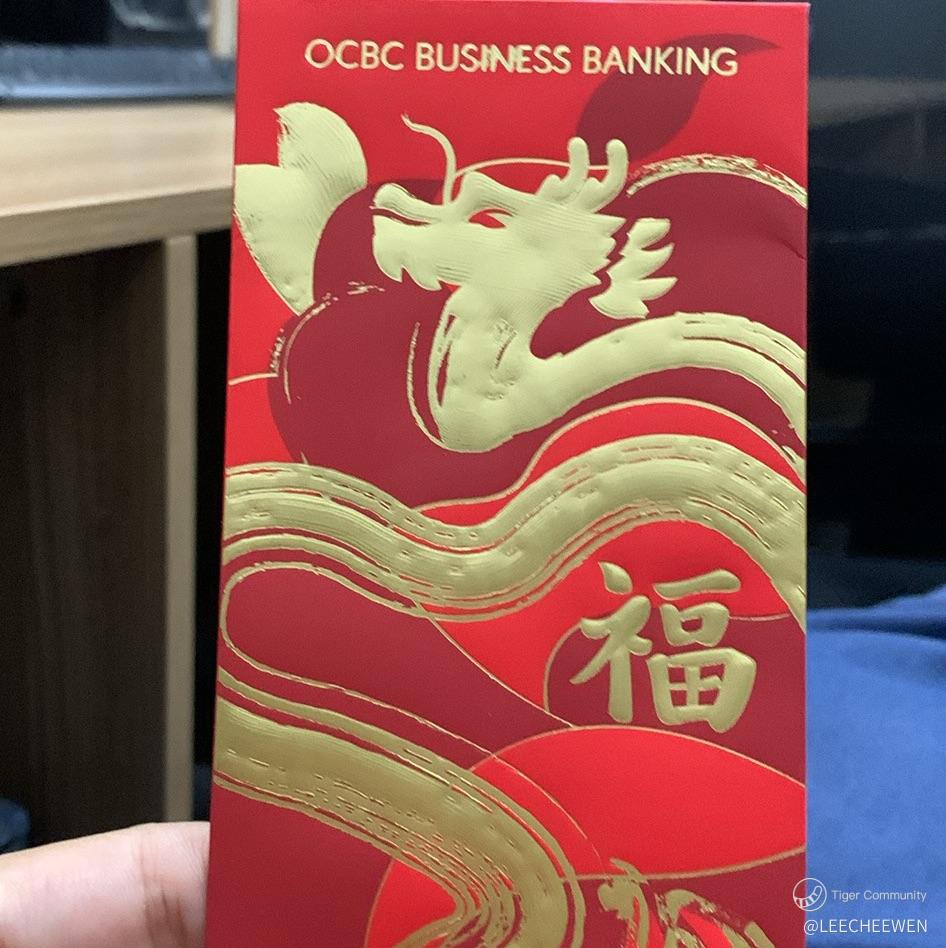 OCBC BUSINESS BANKING
福
Tiger Community
@LEECHEEWEN